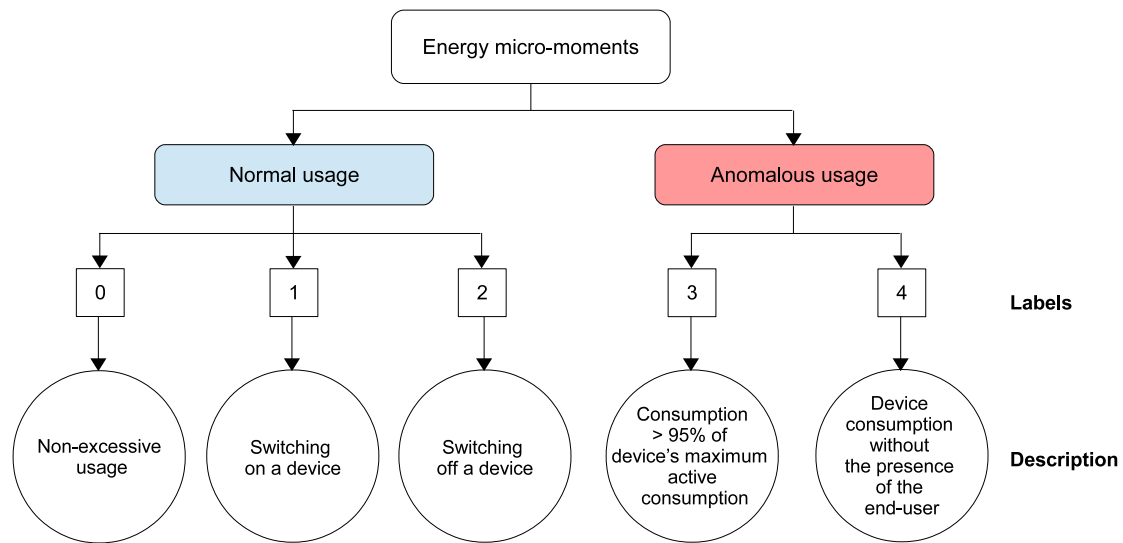 Energy micro-moments
Normal usage
Anomalous usage
0
1
2
3
4
Labels
Non-excessive
usage
Switching
on a device
Switching
off a device
Consumption
> 95% of
device's maximum
active
consumption
Device
consumption
without
the presence
of the
end-user
Description